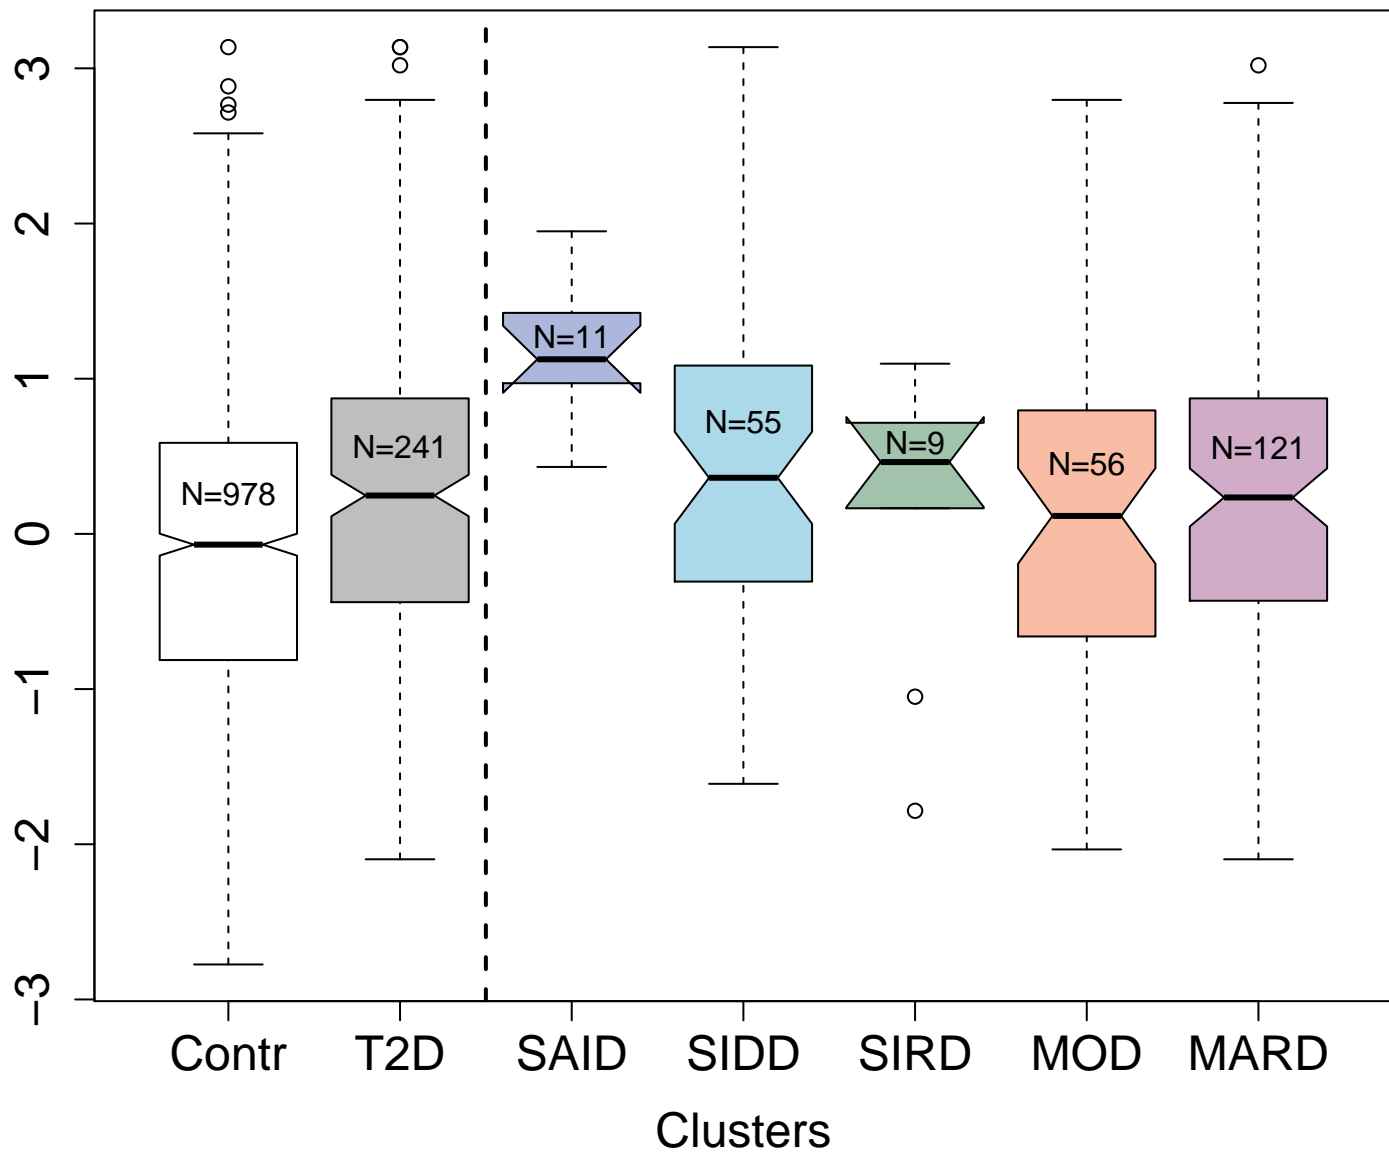 3
2
1
0
−1
−2
−3
N=978
N=241
N=11
N=55
N=9
N=56
N=121
Contr T2D SAID SIDD SIRD MOD MARD
Clusters